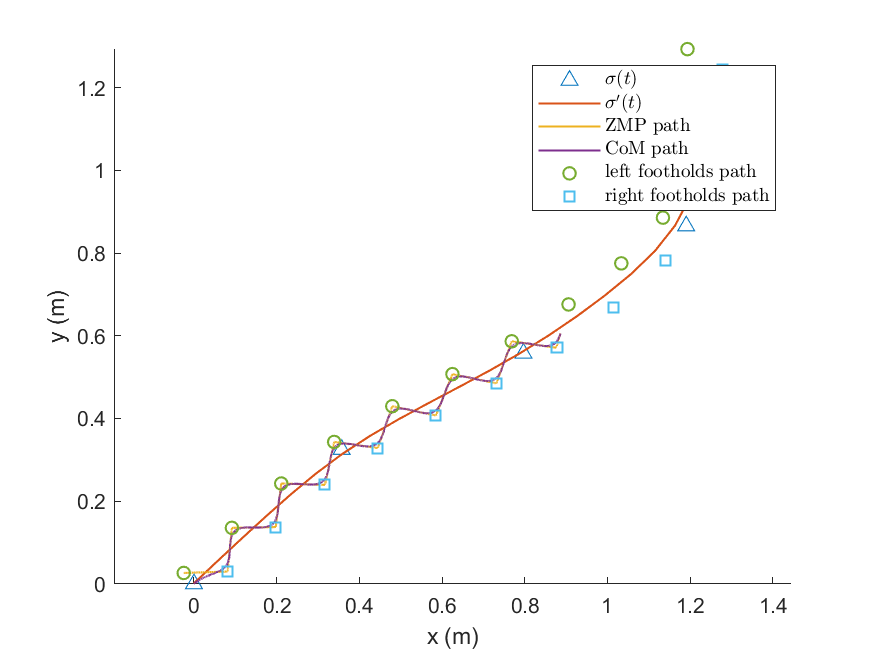 1.2
1
0.8
0.6
0.4
0.2
0
y (m)
σ(t)
σ′(t)
ZMP path
CoM path
left footholds path
right footholds path
0 0.2 0.4 0.6 0.8 1 1.2 1.4
x (m)